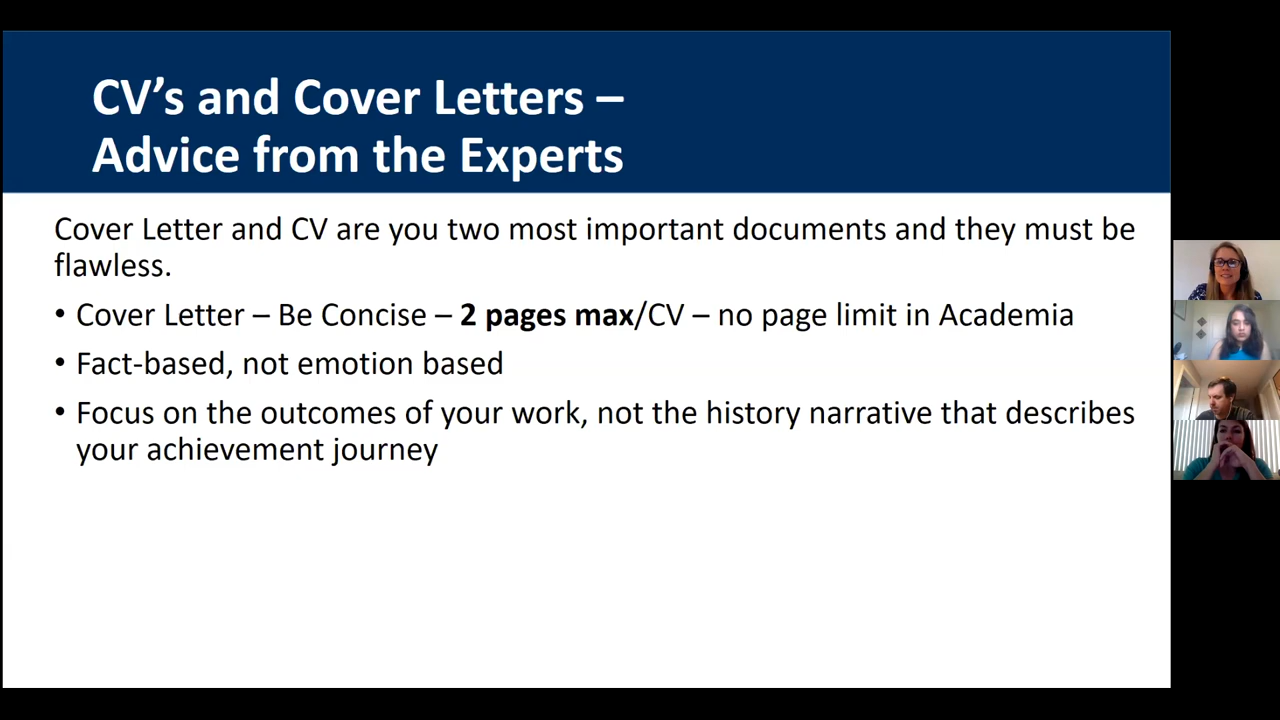 CV’s and Cover Letters –
Advice from the Experts
Cover Letter and CV are you two most important documents and they must be
flawless.
• Cover Letter – Be Concise – 2 pages max/CV – no page limit in Academia
• Fact-based, not emotion based
• Focus on the outcomes of your work, not the history narrative that describes
your achievement journey